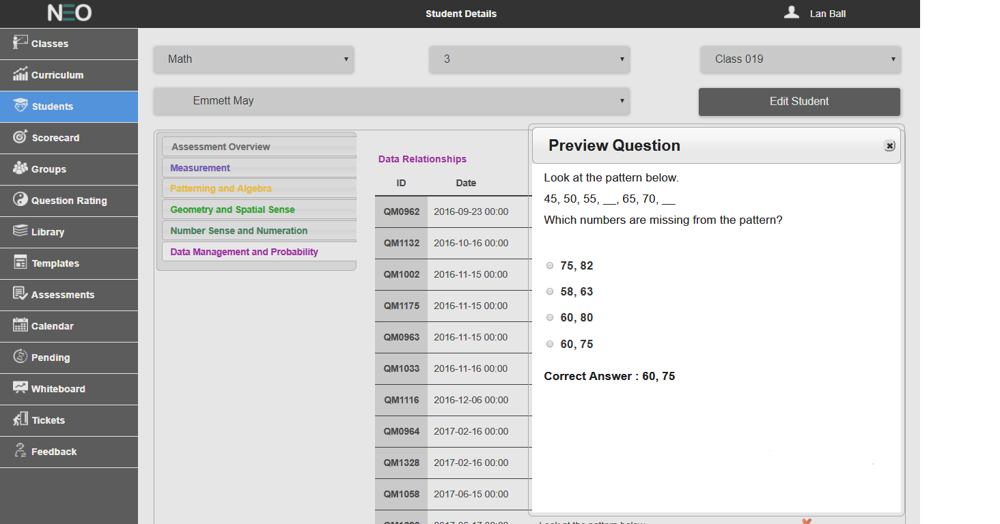 NEO
Student Details
Lan Ball
Classes
Curriculum
Students
Scorecard
Groups
Question Rating
Library
Templates
Assessments
Calendar
Pending
Whiteboard
Tickets
Feedback
Math
3
Class 019
Emmett May
Edit Student
Assessment Overview
Measurement
Patterning and Algebra
Geometry and Spatial Sense
Number Sense and Numeration
Data Management and Probability
Data Relationships
ID Date
QM0962 2016-09-23 00:00
QM1132 2016-10-16 00:00
QM1002 2016-11-15 00:00
QM1175 2016-11-15 00:00
QM0963 2016-11-15 00:00
QM1033 2016-11-16 00:00
QM1116 2016-12-06 00:00
QM0964 2017-02-16 00:00
QM1328 2017-02-16 00:00
QM1058 2017-06-15 00:00
Look at the pattern below
Preview Question
Look at the pattern below.
45, 50, 55, __, 65, 70, __
Which numbers are missing from the pattern?
75, 82
58, 63
60, 80
60, 75
Correct Answer : 60, 75